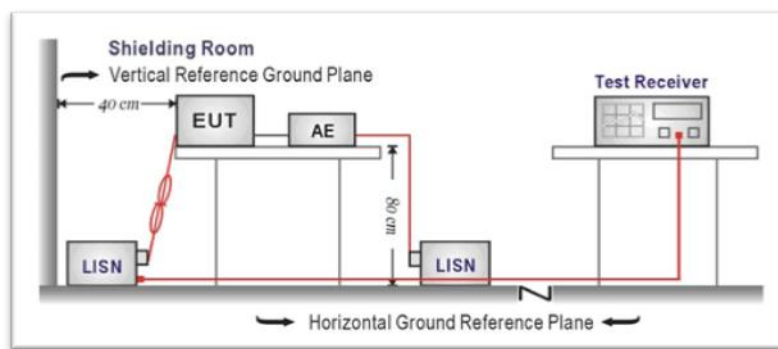 Shielding Room
Vertical Reference Ground Plane
40 cm
Test Receiver
EUT
AE
80 cm
LISN
LISN
Horizontal Ground Reference Plane